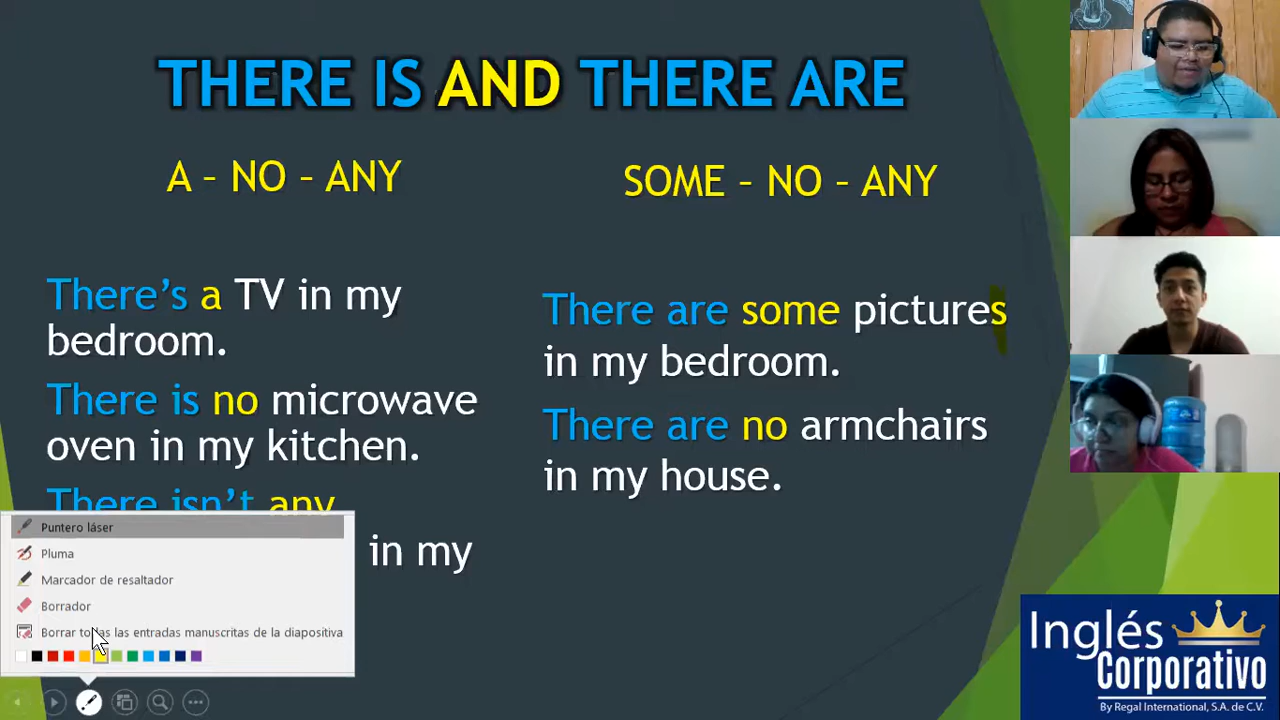 THERE IS AND THERE ARE
A – NO – ANY
SOME – NO – ANY
There's a TV in my
bedroom.
There is no microwave
oven in my kitchen.
There isn't any
in my
There are some pictures
in my bedroom.
There are no armchairs
in my house.
Puntero láser
Pluma
Marcador de resaltador
Borrador
Borrar todas las entradas manuscritas de la diapositiva
Inglés
Corporativo
By Regal International, S.A. de C.V.